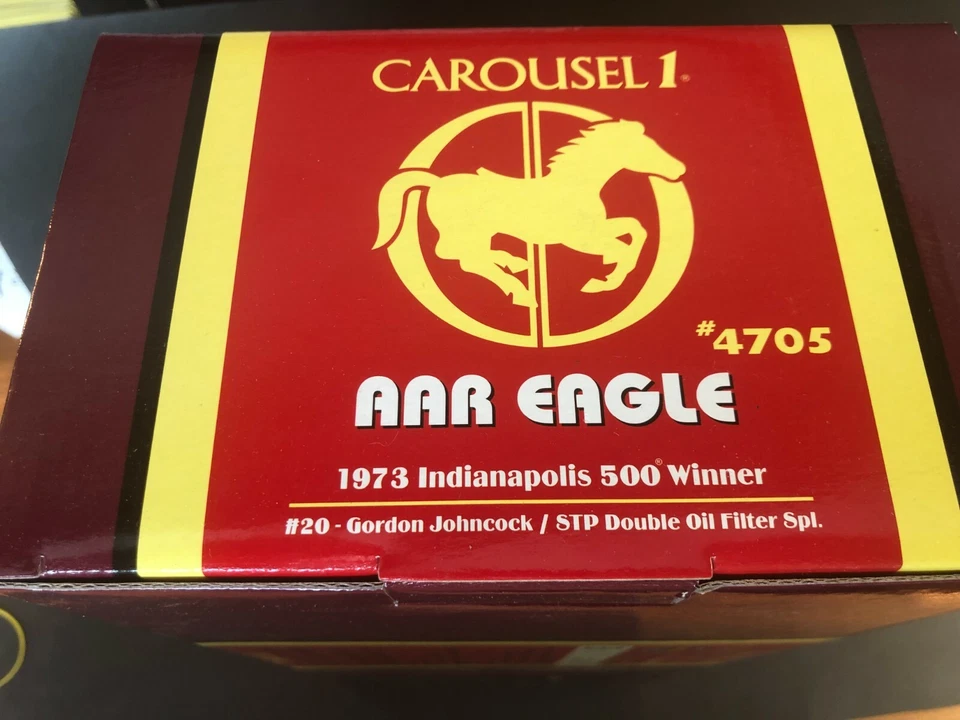 CAROUSEL 1®
#4705
AAR EAGLE
1973 Indianapolis 500® Winner
#20 - Gordon Johncock / STP Double Oil Filter Spl.